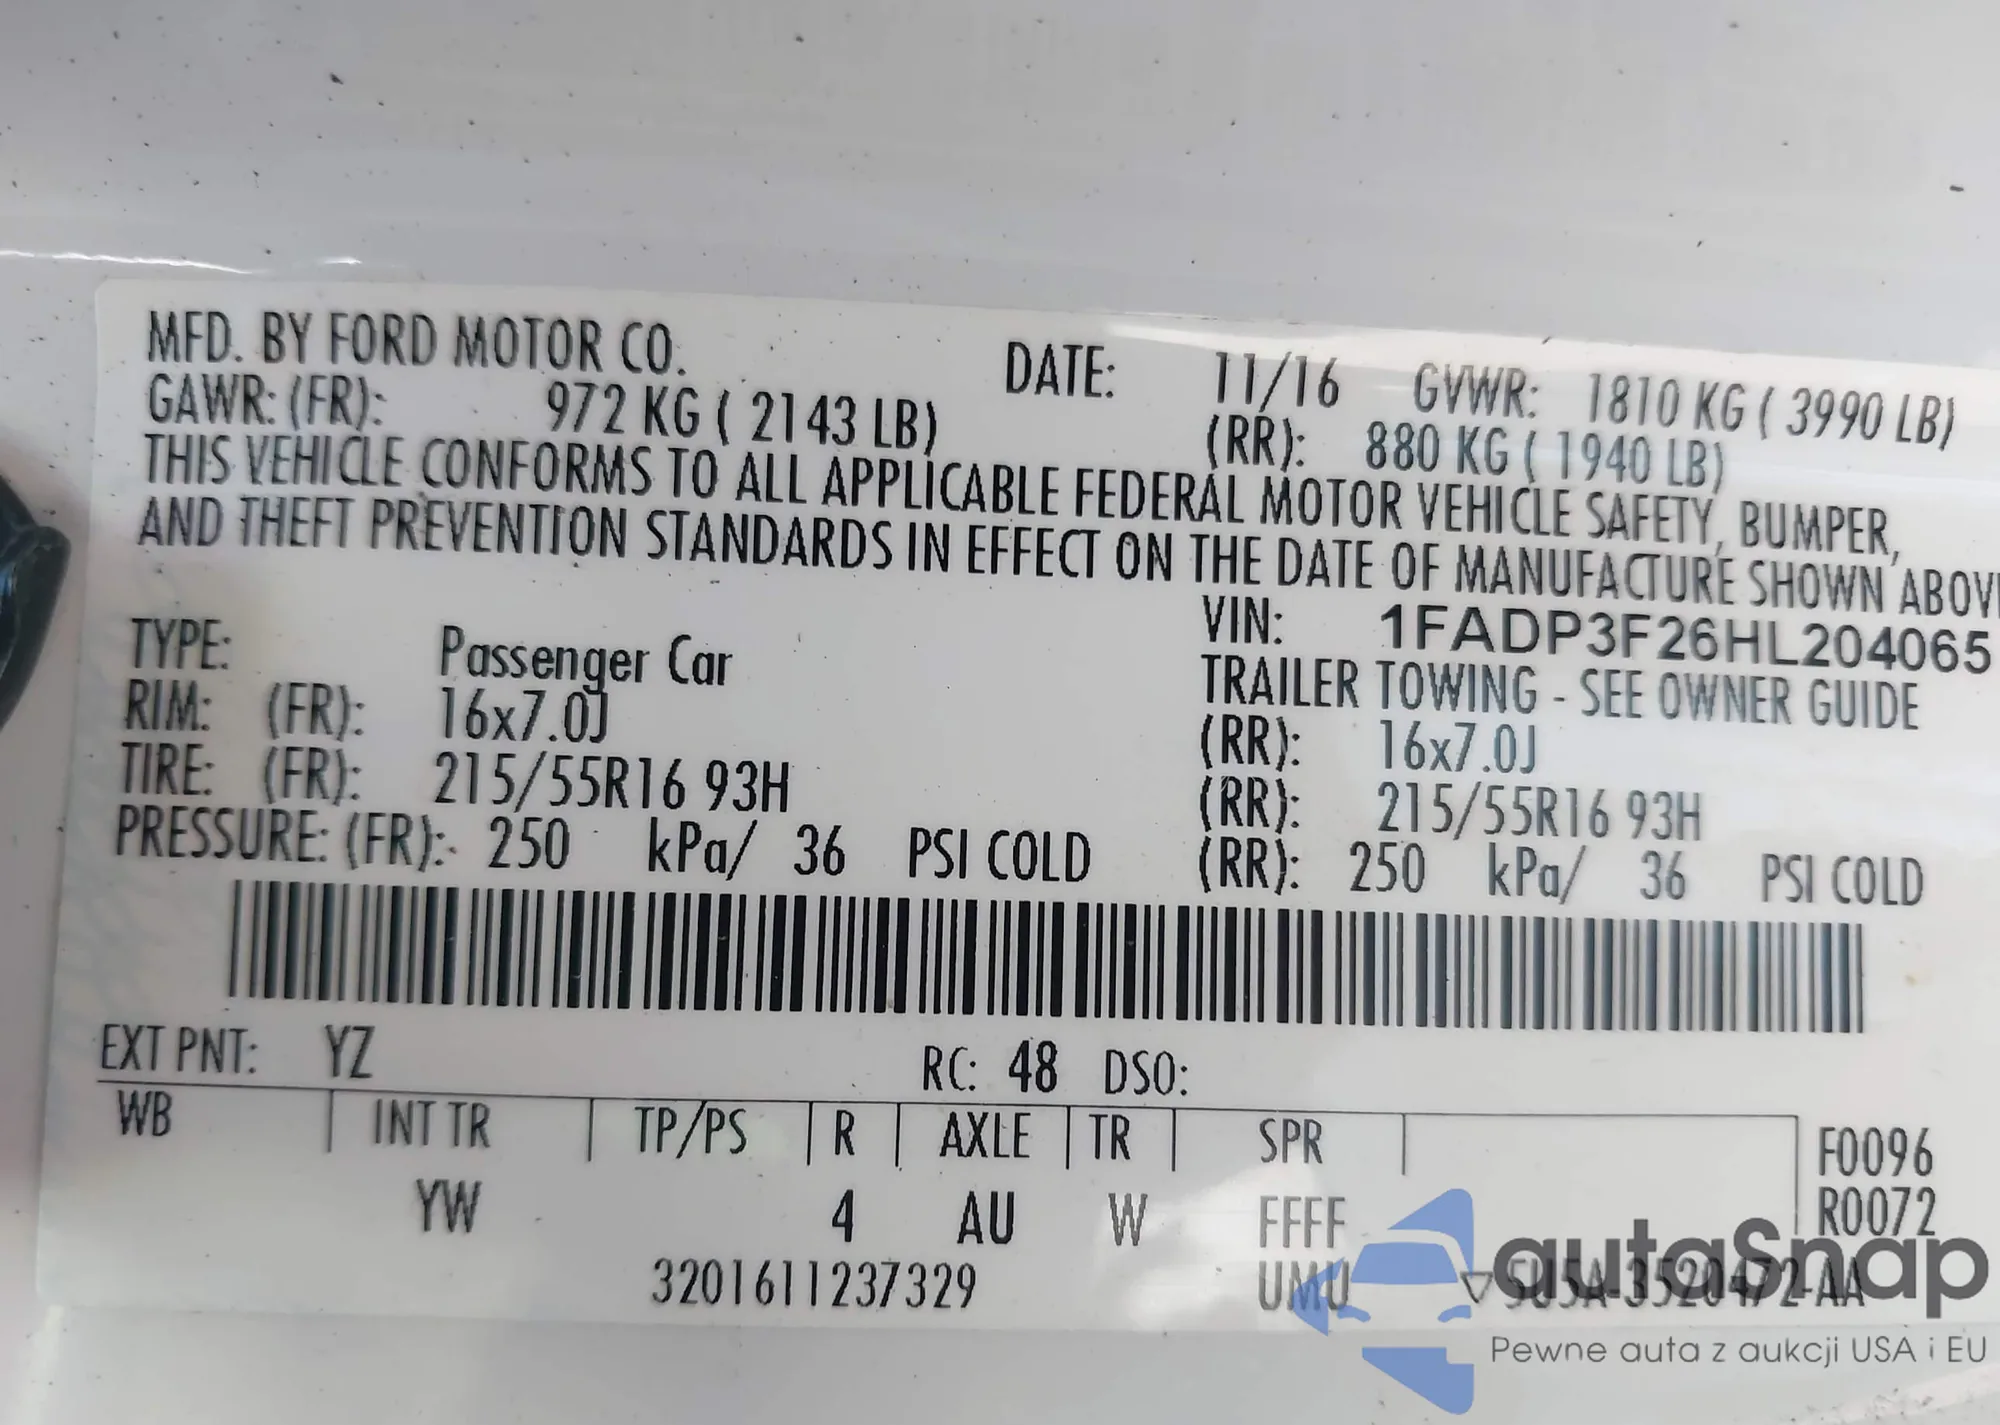 MFD. BY FORD MOTOR CO. DATE: 11/16 GVWR: 1810 KG ( 3990 LB)
GAWR: (FR): 972 KG ( 2143 LB) (RR): 880 KG ( 1940 LB)
THIS VEHICLE CONFORMS TO ALL APPLICABLE FEDERAL MOTOR VEHICLE SAFETY, BUMPER,
AND THEFT PREVENTION STANDARDS IN EFFECT ON THE DATE OF MANUFACTURE SHOWN ABOV
VIN: 1FADP3F26HL204065
TYPE: Passenger Car TRAILER TOWING - SEE OWNER GUIDE
RIM: (FR): 16x7.0J (RR): 16x7.0J
TIRE: (FR): 215/55R16 93H (RR): 215/55R16 93H
PRESSURE: (FR): 250 kPa/ 36 PSI COLD (RR): 250 kPa/ 36 PSI COLD
EXT PNT: YZ RC: 48 DSO:
WB INT TR TP/PS R AXLE TR SPR F0096
YW 4 AU W FFFF R0072
3201611237329 UMU 5U5A-3520472-AA
autoSnap
Pewne auta z aukcji USA i EU